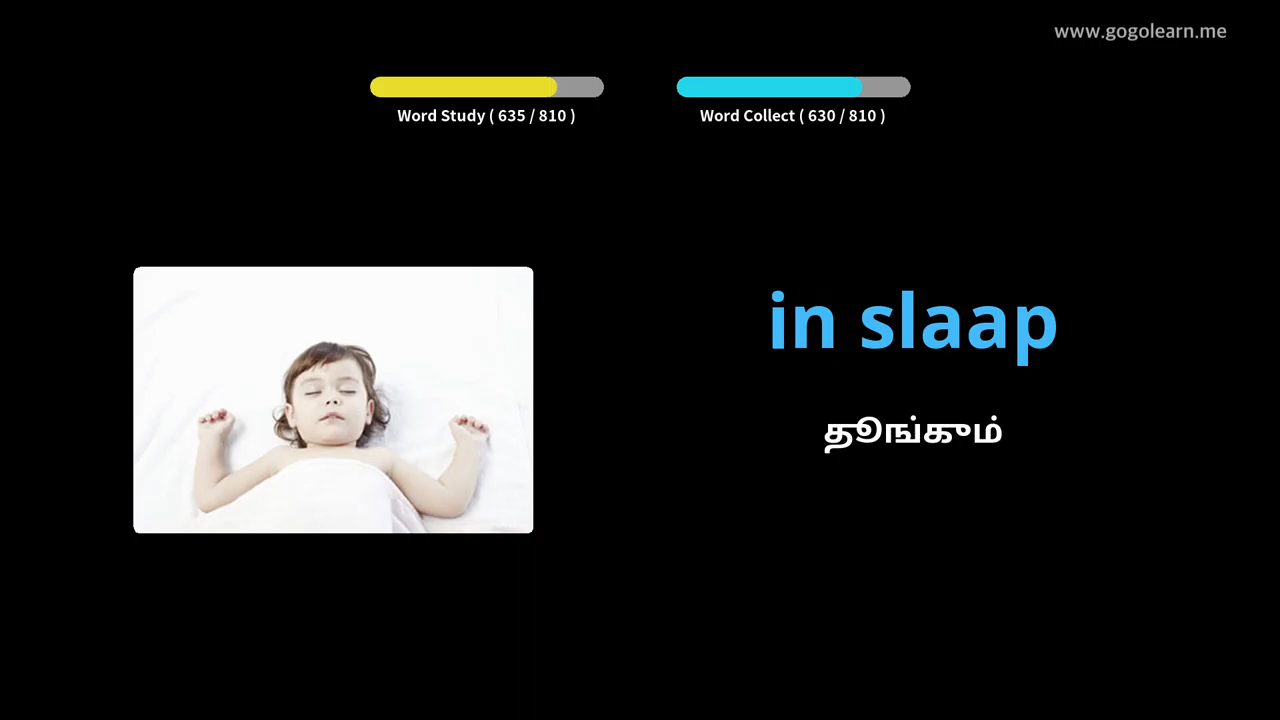 www.gogolearn.me
Word Study ( 635 / 810 )
Word Collect ( 630 / 810 )
in slaap
தூங்கும்